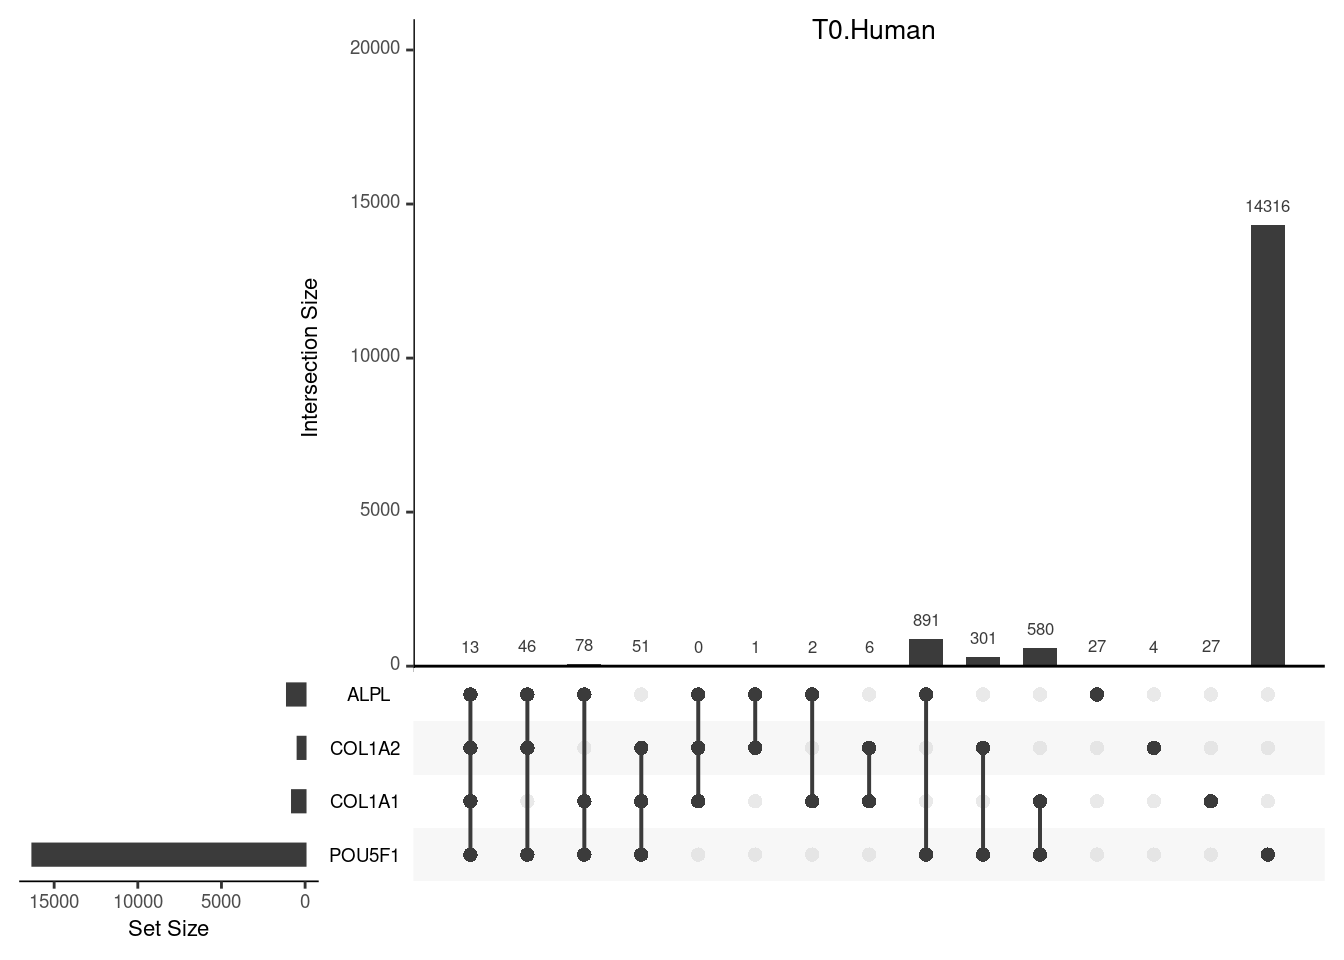 T0.Human
20000
15000
10000
5000
0
Intersection Size
14316
13 46 78 51 0 1 2 6 891 301 580 27 4 27
ALPL
COL1A2
COL1A1
POU5F1
15000 10000 5000 0
Set Size